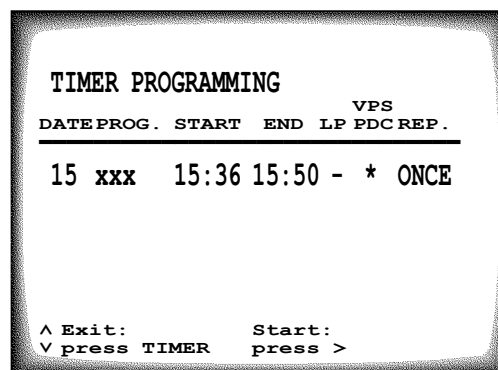 TIMER PROGRAMMING
VPS
DATE PROG. START END LP PDC REP.
15 xxx 15:36 15:50 - * ONCE
^ Exit: Start:
v press TIMER press >